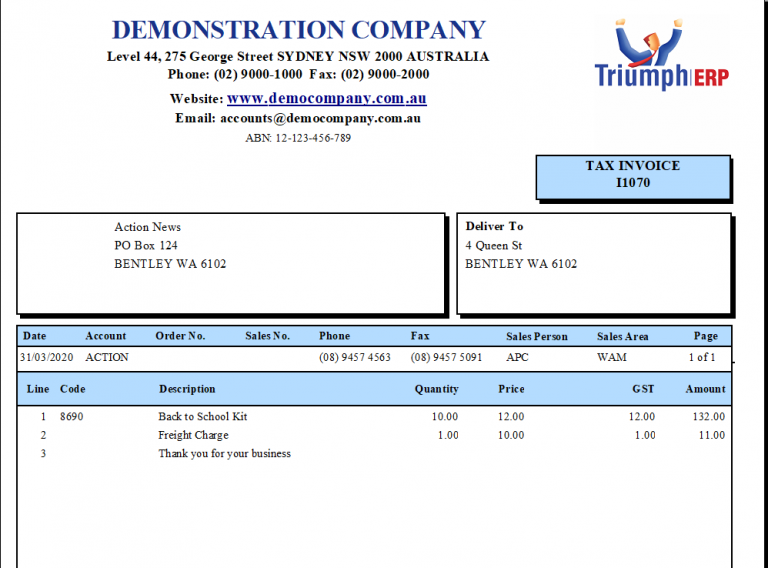 DEMONSTRATION COMPANY
Level 44, 275 George Street SYDNEY NSW 2000 AUSTRALIA
Phone: (02) 9000-1000 Fax: (02) 9000-2000
Website: www.democompany.com.au
Email: accounts@democompany.com.au
ABN: 12-123-456-789
Triumph ERP
TAX INVOICE
I1070
Action News
PO Box 124
BENTLEY WA 6102
Deliver To
4 Queen St
BENTLEY WA 6102
Date Account Order No. Sales No. Phone Fax Sales Person Sales Area Page
31/03/2020 ACTION (08) 9457 4563 (08) 9457 5091 APC WAM 1 of 1
Line Code Description Quantity Price GST Amount
1 8690 Back to School Kit 10.00 12.00 12.00 132.00
2 Freight Charge 1.00 10.00 1.00 11.00
3 Thank you for your business